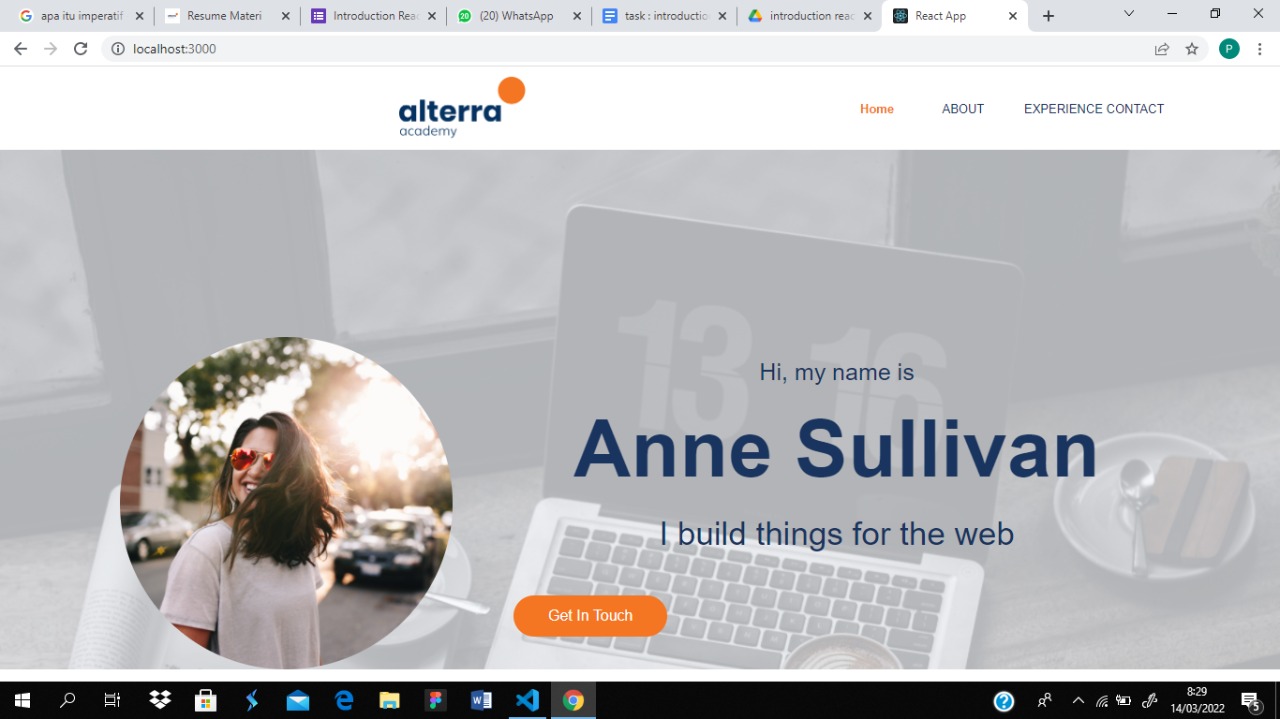 apa itu imperatif
Resume Materi
Introduction Rea
(20) WhatsApp
task : introductio
introduction reac
React App
localhost:3000
P
alterra
academy
Home
ABOUT
EXPERIENCE CONTACT
13 16
Hi, my name is
Anne Sullivan
I build things for the web
Get In Touch
8:29
14/03/2022
5